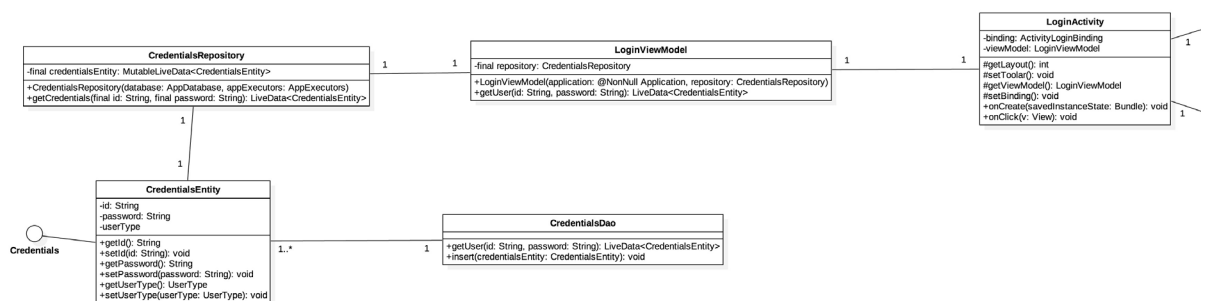 CredentialsRepository
-final credentialsEntity: MutableLiveData<CredentialsEntity>
+CredentialsRepository(database: AppDatabase, appExecutors: AppExecutors)
+getCredentials(final id: String, final password: String): LiveData<CredentialsEntity>
1
1
LoginViewModel
-final repository: CredentialsRepository
+LoginViewModel(application: @NonNull Application, repository: CredentialsRepository)
+getUser(id: String, password: String): LiveData<CredentialsEntity>
1
1
LoginActivity
-binding: ActivityLoginBinding
-viewModel: LoginViewModel
#getLayout(): int
#setToolar(): void
#getViewModel(): LoginViewModel
#setBinding(): void
+onCreate(savedInstanceState: Bundle): void
+onClick(v: View): void
1
1
1
1
CredentialsEntity
-id: String
-password: String
-userType
+getId(): String
+setId(id: String): void
+getPassword(): String
+setPassword(password: String): void
+getUserType(): UserType
+setUserType(userType: UserType): void
Credentials
1..*
1
CredentialsDao
+getUser(id: String, password: String): LiveData<CredentialsEntity>
+insert(credentialsEntity: CredentialsEntity): void